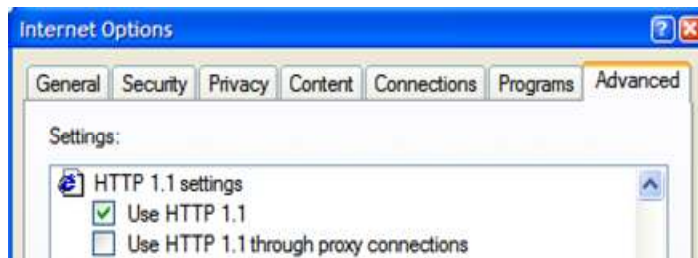 Internet Options
General Security Privacy Content Connections Programs Advanced
Settings:
HTTP 1.1 settings
Use HTTP 1.1
Use HTTP 1.1 through proxy connections